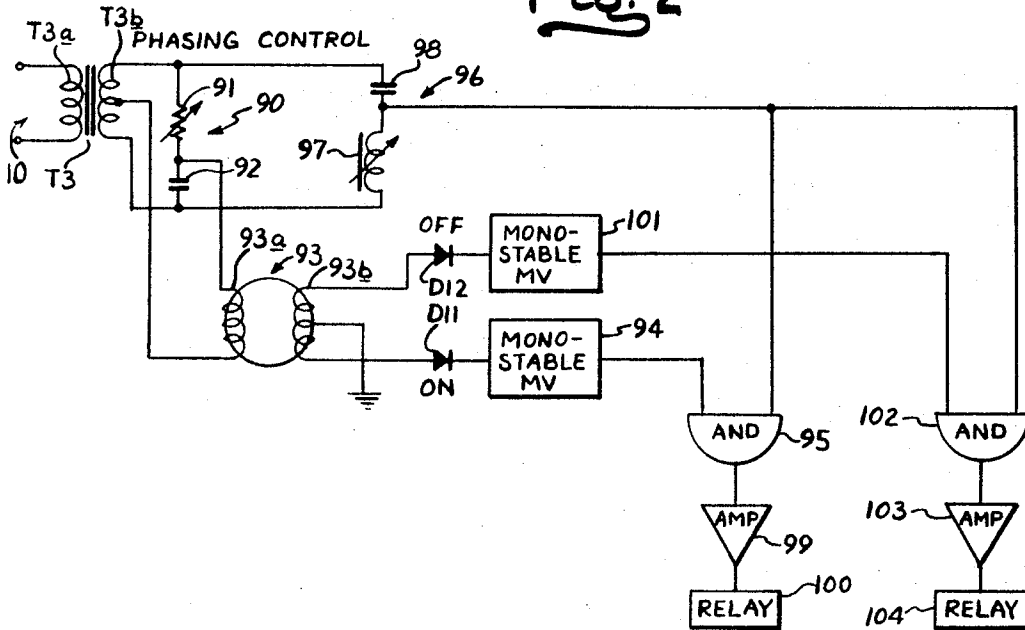 FIG. 2
T3a
T3b
PHASING CONTROL
98
96
91
90
97
92
10
T3
93a
93
93b
OFF
D12
D11
ON
MONO-
STABLE
MV
101
MONO-
STABLE
MV
94
AND
95
102
AND
AMP
99
103
AMP
RELAY
100
104
RELAY